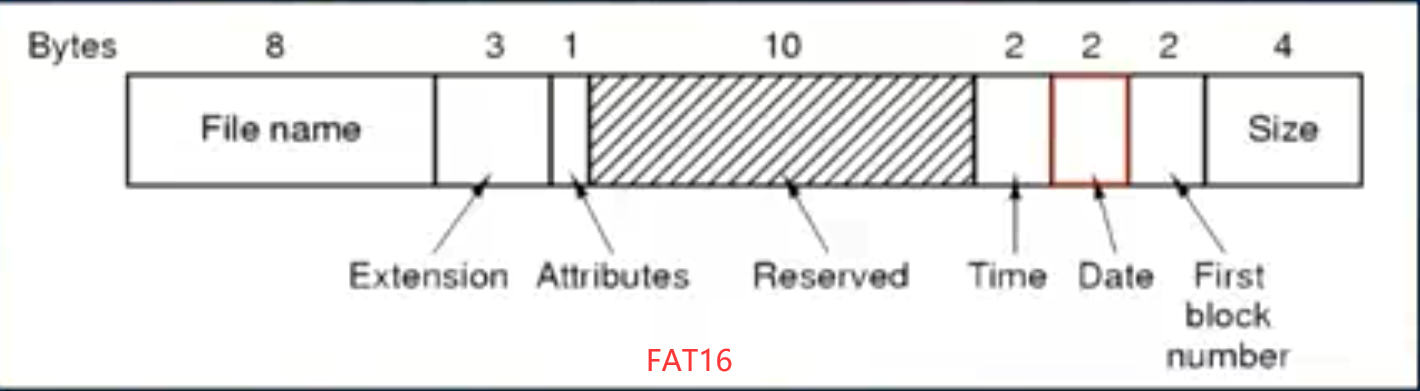 Bytes 8 3 1 10 2 2 2 4
File name Size
Extension Attributes Reserved Time Date First
block
number
FAT16